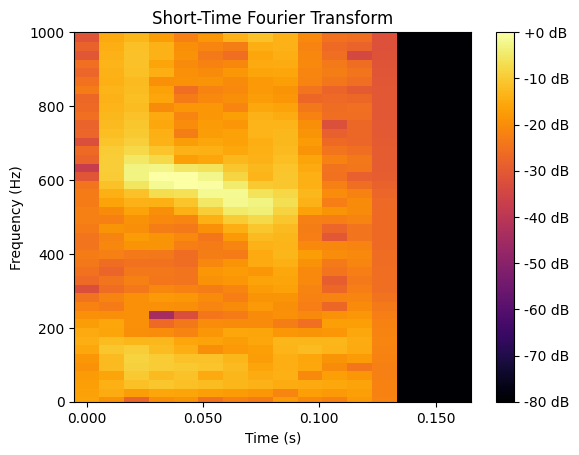 Short-Time Fourier Transform
1000
800
600
400
200
0
Frequency (Hz)
0.000
0.050
0.100
0.150
Time (s)
+0 dB
-10 dB
-20 dB
-30 dB
-40 dB
-50 dB
-60 dB
-70 dB
-80 dB